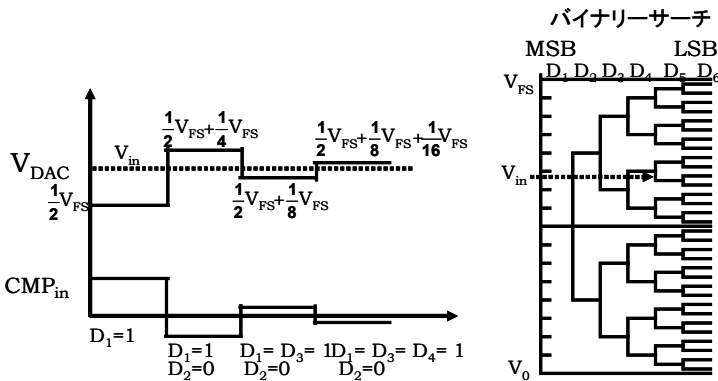 バイナリーサーチ
MSB LSB
D1 D2 D3 D4 D5 D6
VFS
Vin
V0
1/2VFS+1/4VFS
1/2VFS+1/8VFS+1/16VFS
VDAC
Vin
1/2VFS
1/2VFS+1/8VFS
CMPin
D1=1
D1=1
D2=0
D1= D3= 1
D2=0
D1= D3= D4= 1
D2=0